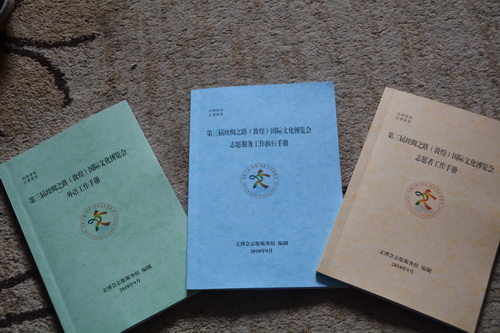 第三届丝绸之路（敦煌）国际文化博览会
外语工作手册
文博会志愿服务组 编制
2018年9月
第三届丝绸之路（敦煌）国际文化博览会
志愿服务工作执行手册
文博会志愿服务组 编制
2018年9月
第三届丝绸之路（敦煌）国际文化博览会
志愿者工作手册
文博会志愿服务组 编制
2018年9月